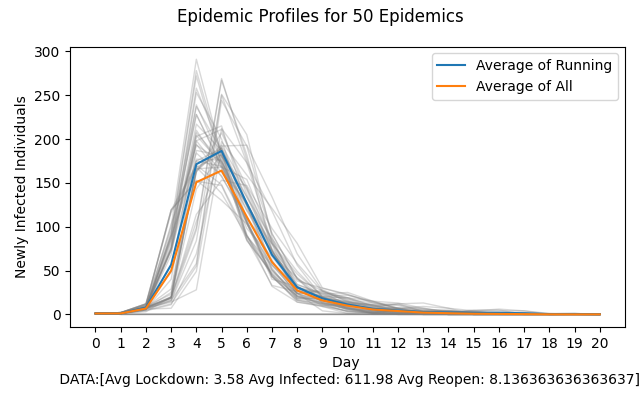 Epidemic Profiles for 50 Epidemics
300
250
200
150
100
50
0
Newly Infected Individuals
Average of Running
Average of All
0 1 2 3 4 5 6 7 8 9 10 11 12 13 14 15 16 17 18 19 20
Day
DATA:[Avg Lockdown: 3.58 Avg Infected: 611.98 Avg Reopen: 8.136363636363637]